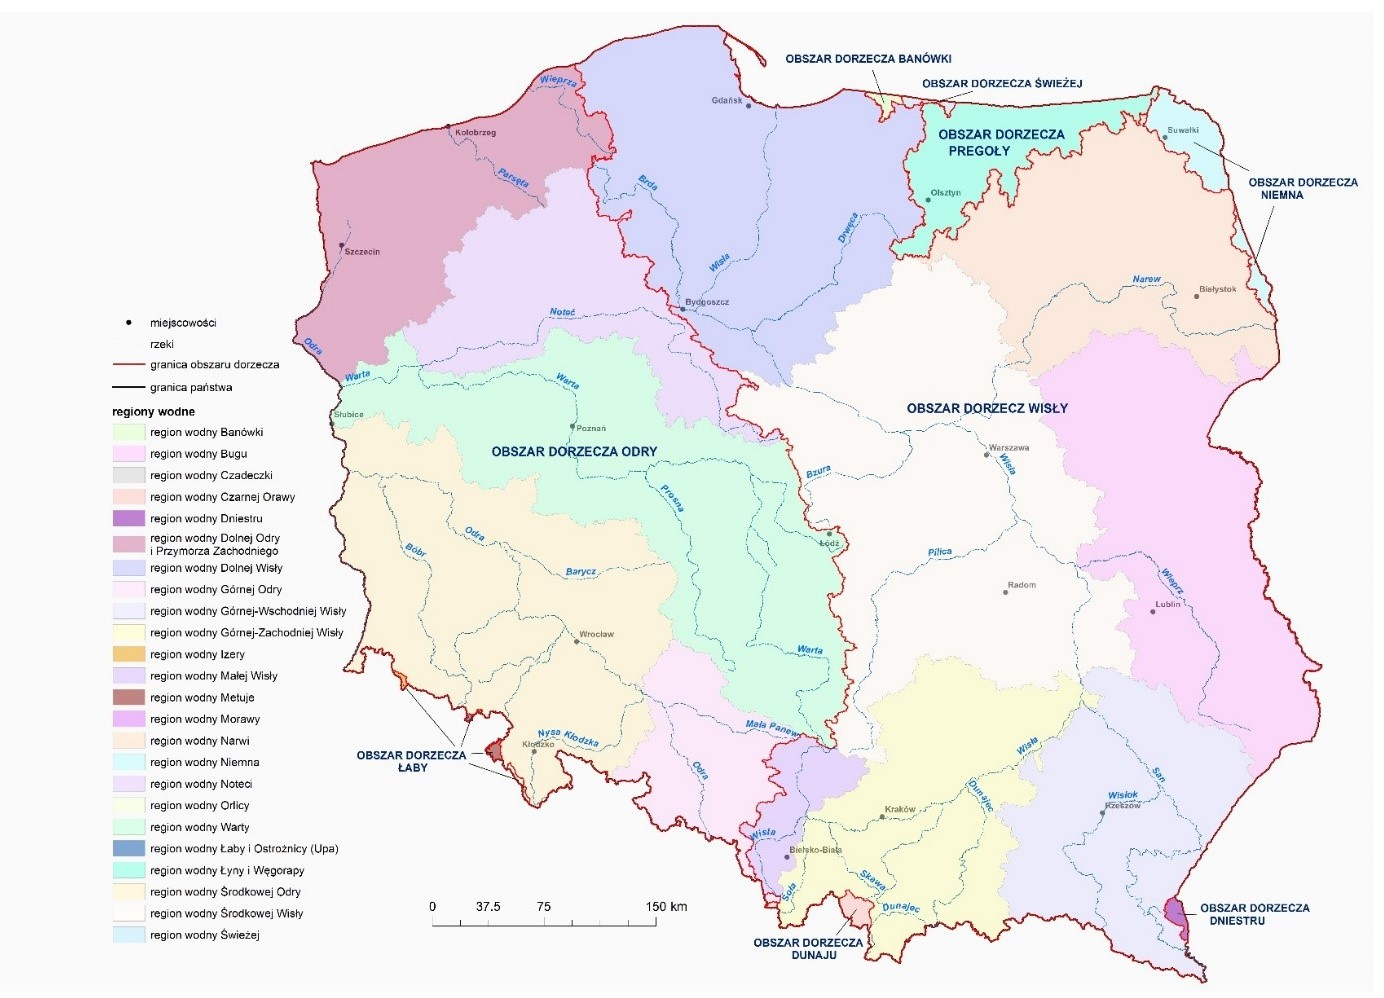 OBSZAR DORZECZA BANÓWKI
OBSZAR DORZECZA ŚWIEŻEJ
Wieprza
Gdańsk
Kołobrzeg
OBSZAR DORZECZA
PREGOŁY
Suwałki
Parsęta
Brda
OBSZAR DORZECZA
NIEMNA
Olsztyn
Drwęca
Szczecin
Wisła
Narew
Białystok
Bydgoszcz
Noteć
Odra
Warta
Warta
Słubice
Poznań
OBSZAR DORZECZ WISŁY
OBSZAR DORZECZA ODRY
Warszawa
Wisła
Bzura
Prosna
Odra
Łódź
Bóbr
Pilica
Barycz
Wieprz
Radom
Lublin
Wrocław
Warta
Mała Panew
Nysa Kłodzka
Kłodzko
Wisła
OBSZAR DORZECZA
ŁABY
Odra
San
Dunajec
Wisłok
Rzeszów
Kraków
Wisła
Bielsko-Biała
Skawa
Soła
Dunajec
OBSZAR DORZECZA
DNIESTRU
OBSZAR DORZECZA
DUNAJU
miejscowości
rzeki
granica obszaru dorzecza
granica państwa
regiony wodne
region wodny Banówki
region wodny Bugu
region wodny Czadeczki
region wodny Czarnej Orawy
region wodny Dniestru
region wodny Dolnej Odry
i Przymorza Zachodniego
region wodny Dolnej Wisły
region wodny Górnej Odry
region wodny Górnej-Wschodniej Wisły
region wodny Górnej-Zachodniej Wisły
region wodny Izery
region wodny Małej Wisły
region wodny Metuje
region wodny Morawy
region wodny Narwi
region wodny Niemna
region wodny Noteci
region wodny Orlicy
region wodny Warty
region wodny Łaby i Ostrożnicy (Upa)
region wodny Łyny i Węgorapy
region wodny Środkowej Odry
region wodny Środkowej Wisły
region wodny Świeżej
0 37.5 75 150 km